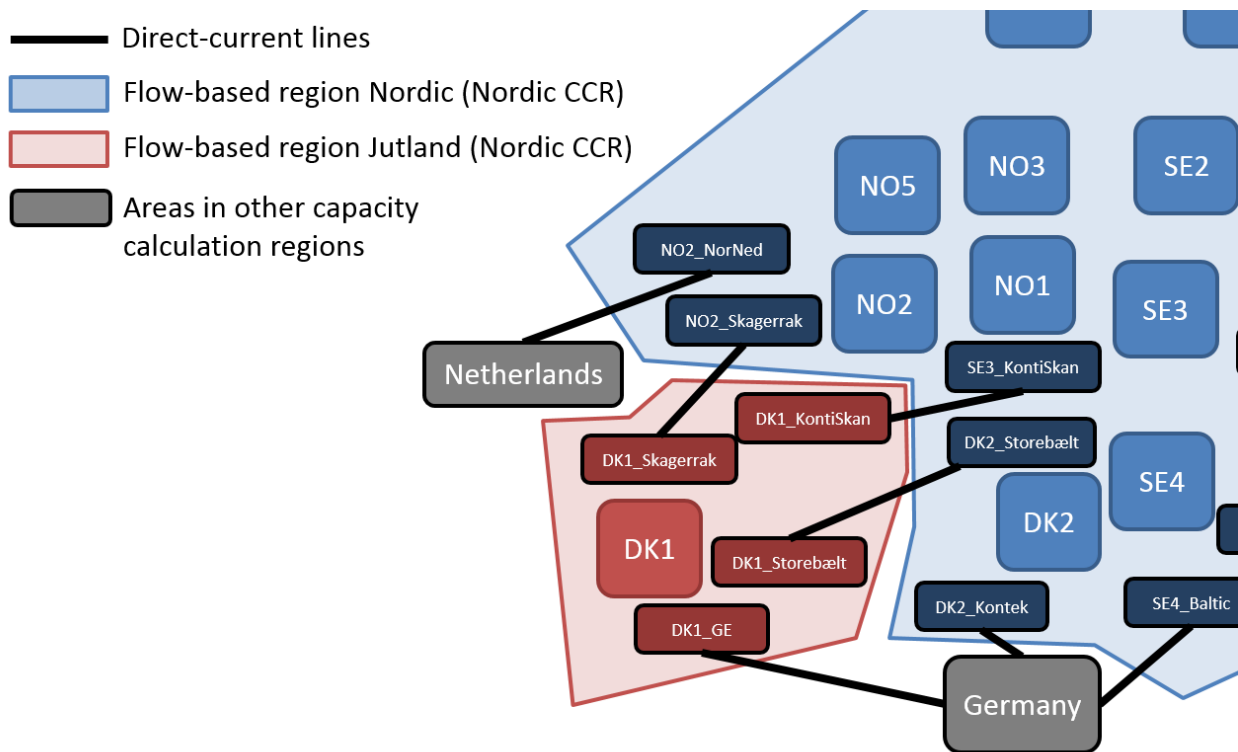 Direct-current lines
Flow-based region Nordic (Nordic CCR)
Flow-based region Jutland (Nordic CCR)
Areas in other capacity
calculation regions
NO3
SE2
NO5
NO2_NorNed
NO1
NO2
SE3
NO2_Skagerrak
Netherlands
SE3_KontiSkan
DK1_KontiSkan
DK2_Storebælt
DK1_Skagerrak
SE4
DK2
DK1
DK1_Storebælt
DK2_Kontek
SE4_Baltic
DK1_GE
Germany